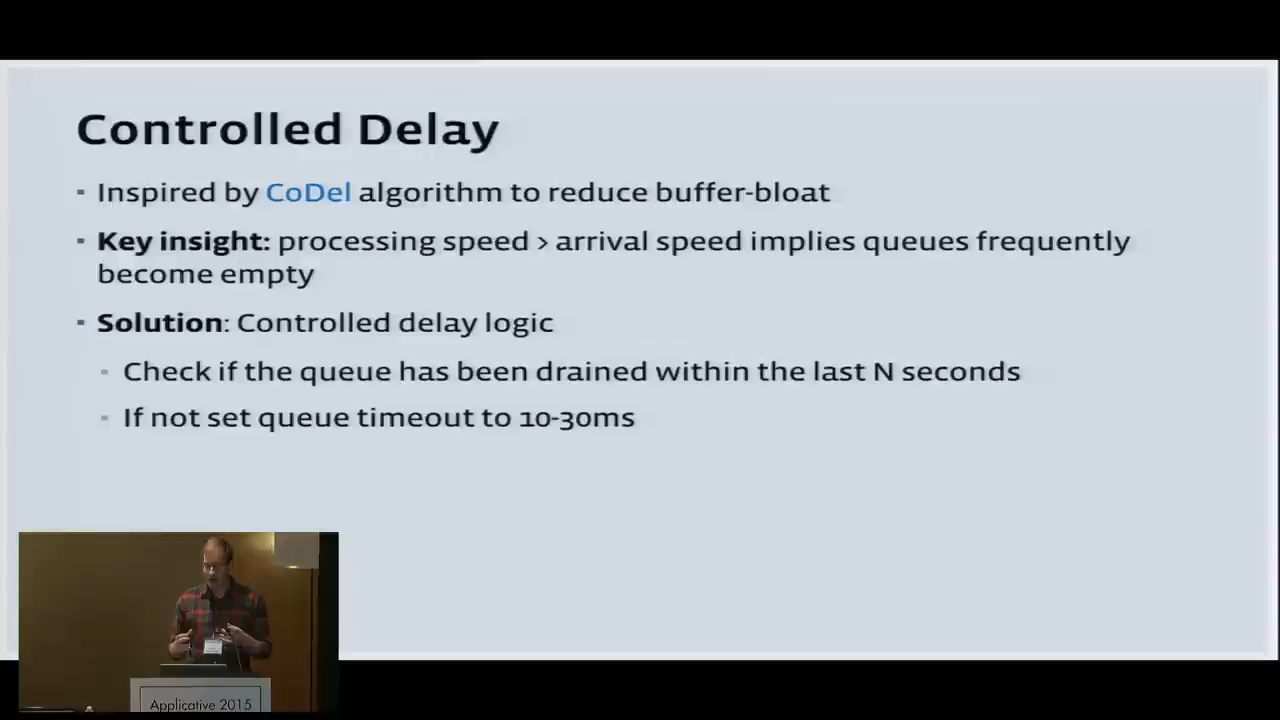 Controlled Delay
Inspired by CoDel algorithm to reduce buffer-bloat
Key insight: processing speed > arrival speed implies queues frequently
become empty
Solution: Controlled delay logic
Check if the queue has been drained within the last N seconds
If not set queue timeout to 10-30ms
Applicative 2015